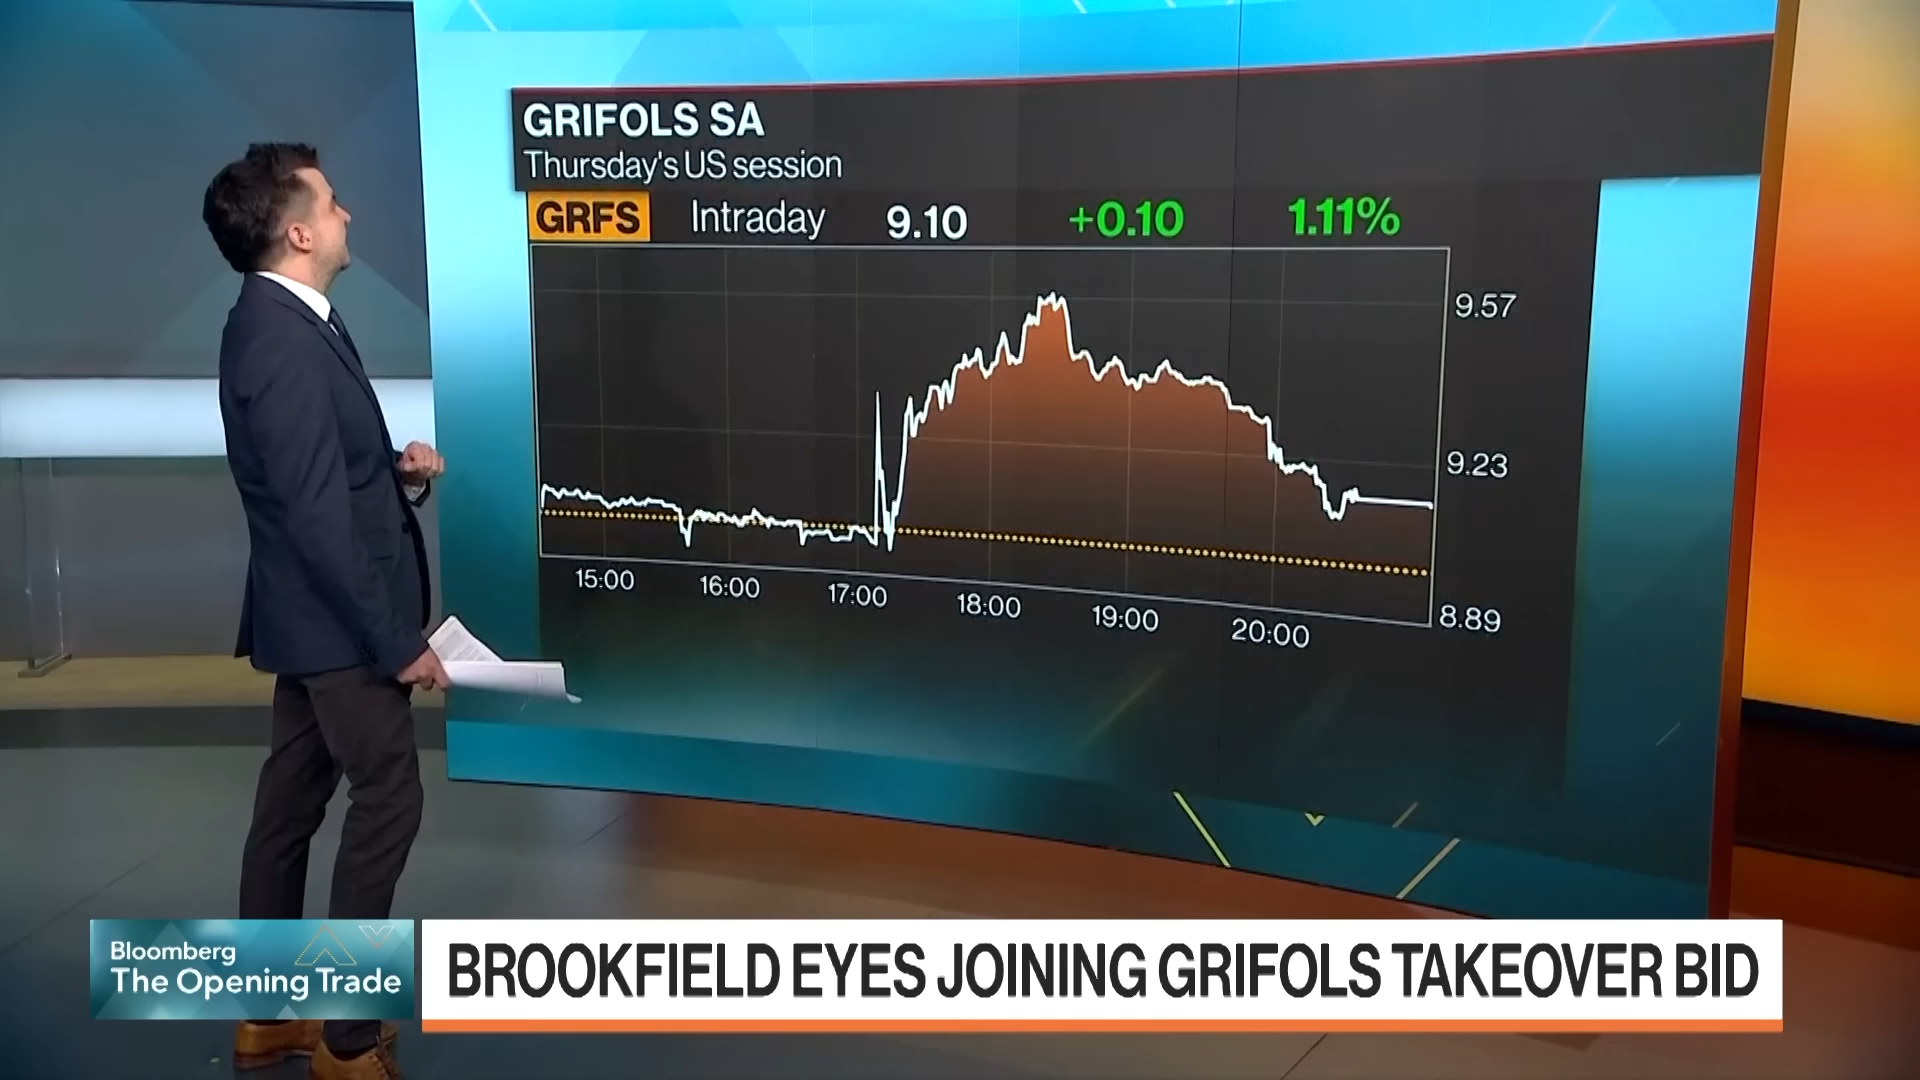 GRIFOLS SA
Thursday's US session
GRFS Intraday 9.10 +0.10 1.11%
9.57
9.23
8.89
15:00 16:00 17:00 18:00 19:00 20:00
Bloomberg
The Opening Trade
BROOKFIELD EYES JOINING GRIFOLS TAKEOVER BID